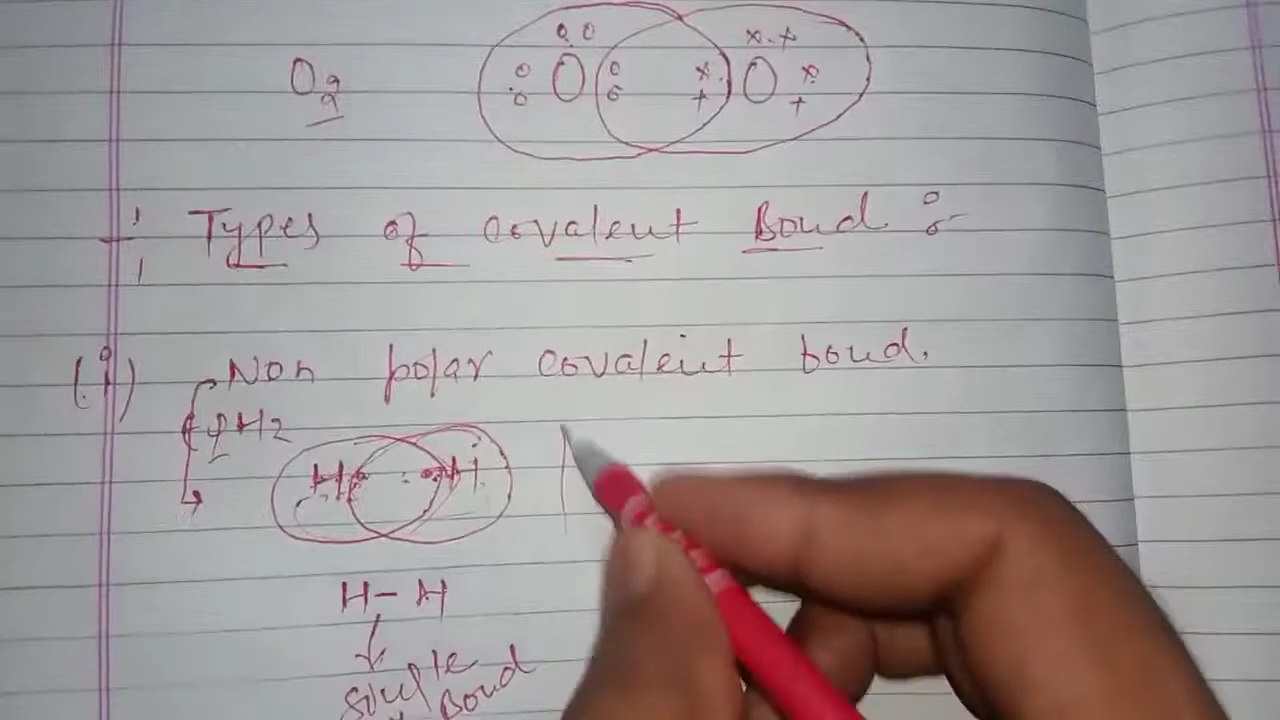 O2 O O
Types of covalent Bond :-
(i) Non polar covalent bond.
H2
H H
H - H
single
Bond